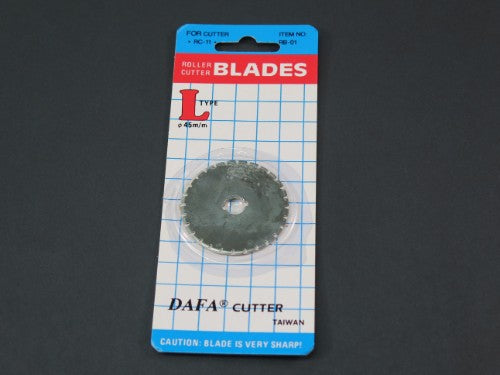 FOR CUTTER
ITEM NO.
• RC-11 •
RB-01
ROLLER
CUTTER
BLADES
L TYPE
φ45m/m
DAFA® CUTTER
TAIWAN
CAUTION: BLADE IS VERY SHARP!